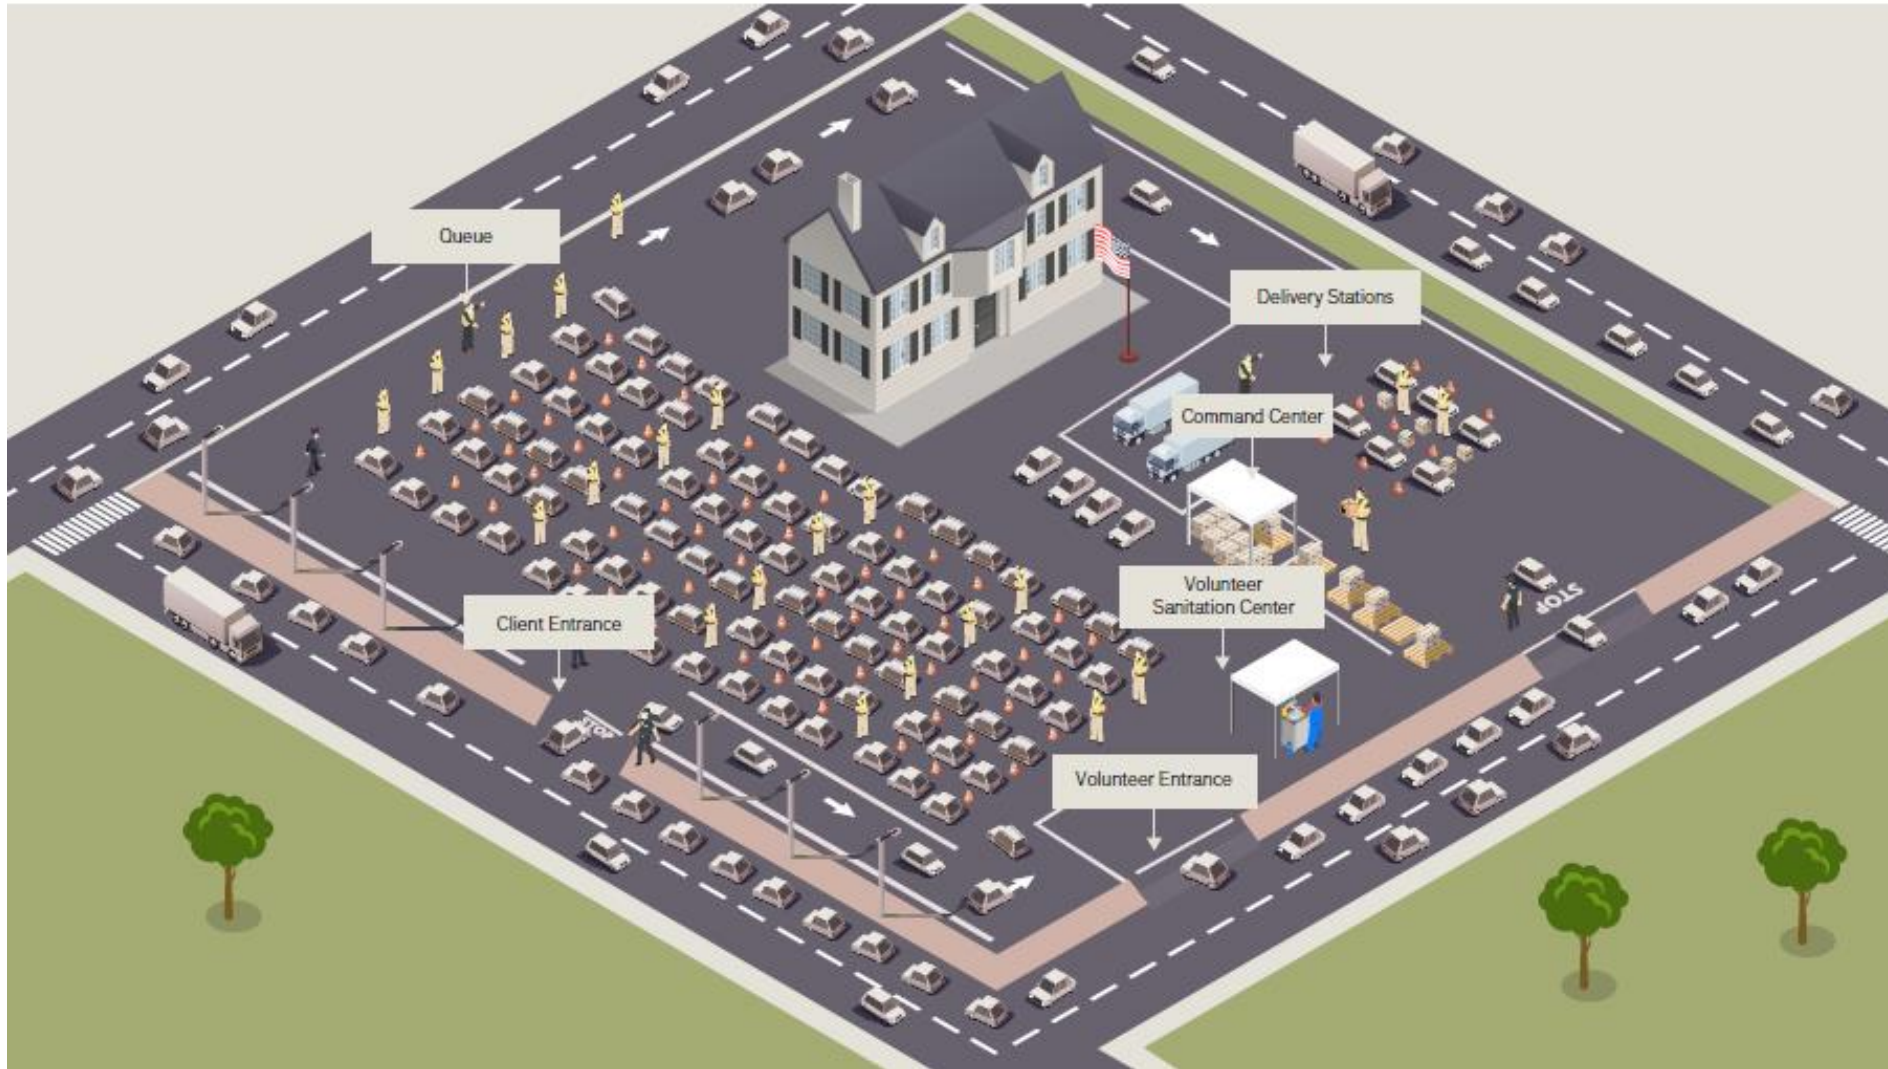 Queue
Delivery Stations
Command Center
Volunteer
Sanitation Center
Client Entrance
STOP
STOP
Volunteer Entrance